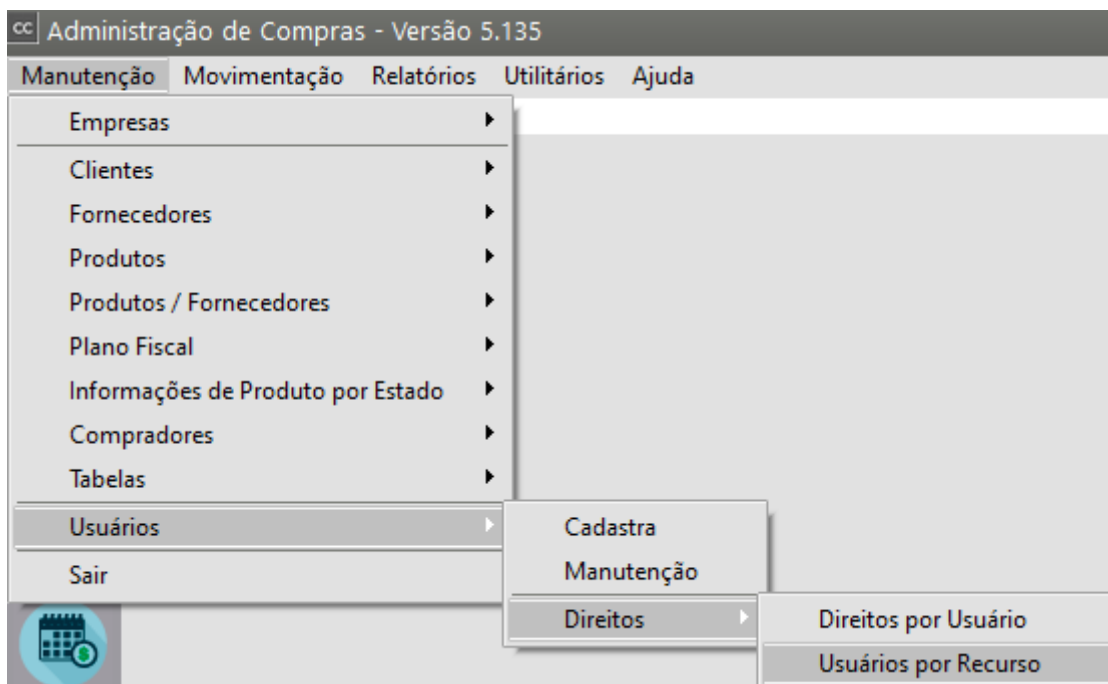 cc Administração de Compras - Versão 5.135
Manutenção Movimentação Relatórios Utilitários Ajuda
Empresas
Clientes
Fornecedores
Produtos
Produtos / Fornecedores
Plano Fiscal
Informações de Produto por Estado
Compradores
Tabelas
Usuários
Sair
Cadastra
Manutenção
Direitos
Direitos por Usuário
Usuários por Recurso
$